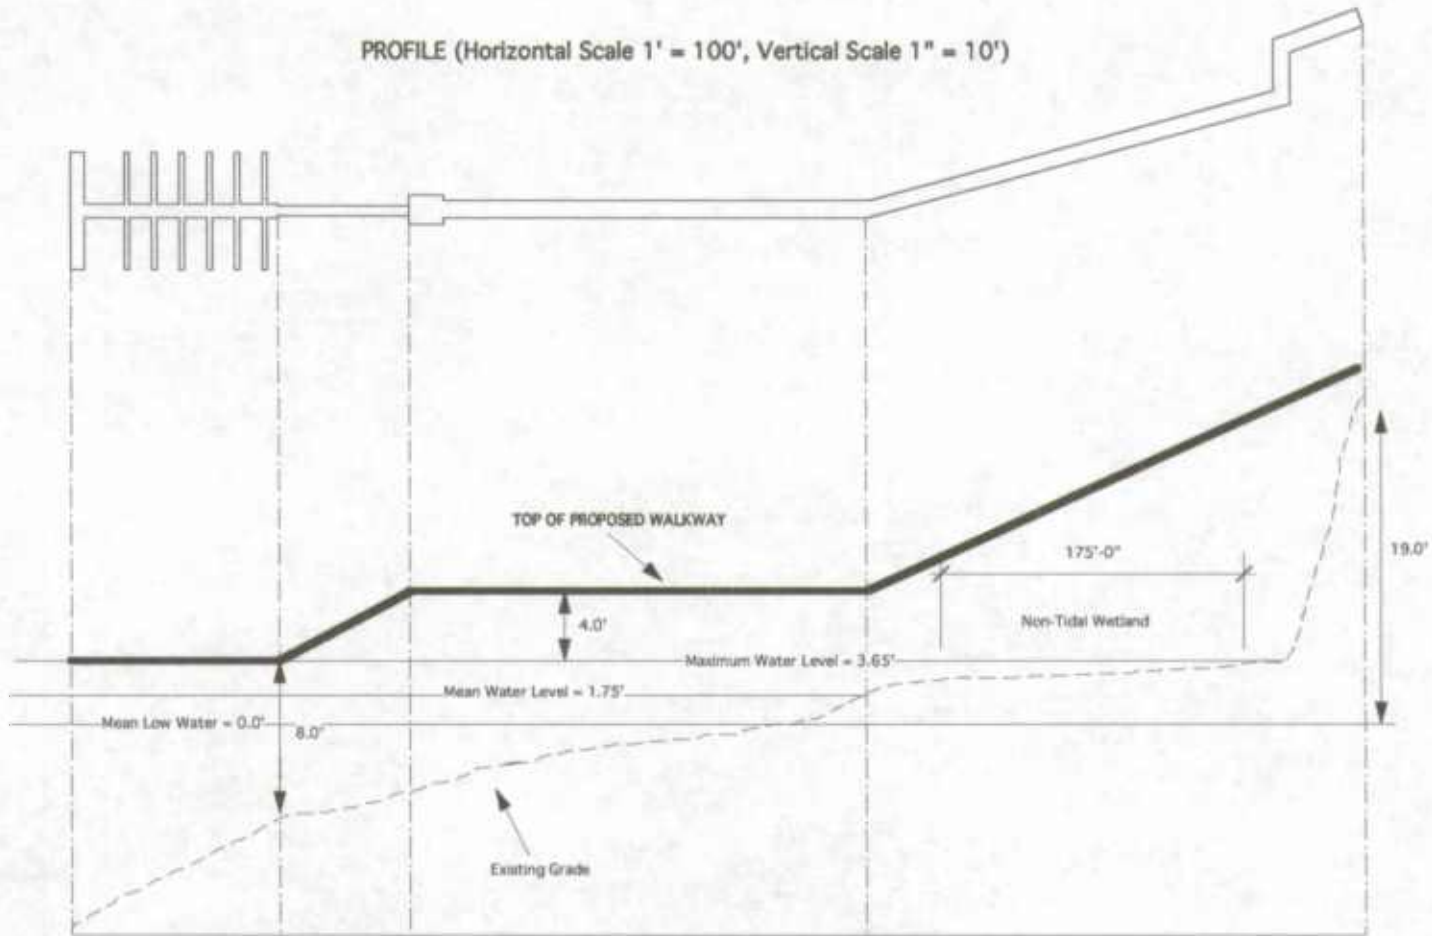 PROFILE (Horizontal Scale 1' = 100', Vertical Scale 1" = 10')
TOP OF PROPOSED WALKWAY
175'-0"
19.0'
4.0'
Non-Tidal Wetland
Maximum Water Level = 3.65'
Mean Water Level = 1.75'
Mean Low Water = 0.0'
8.0'
Existing Grade